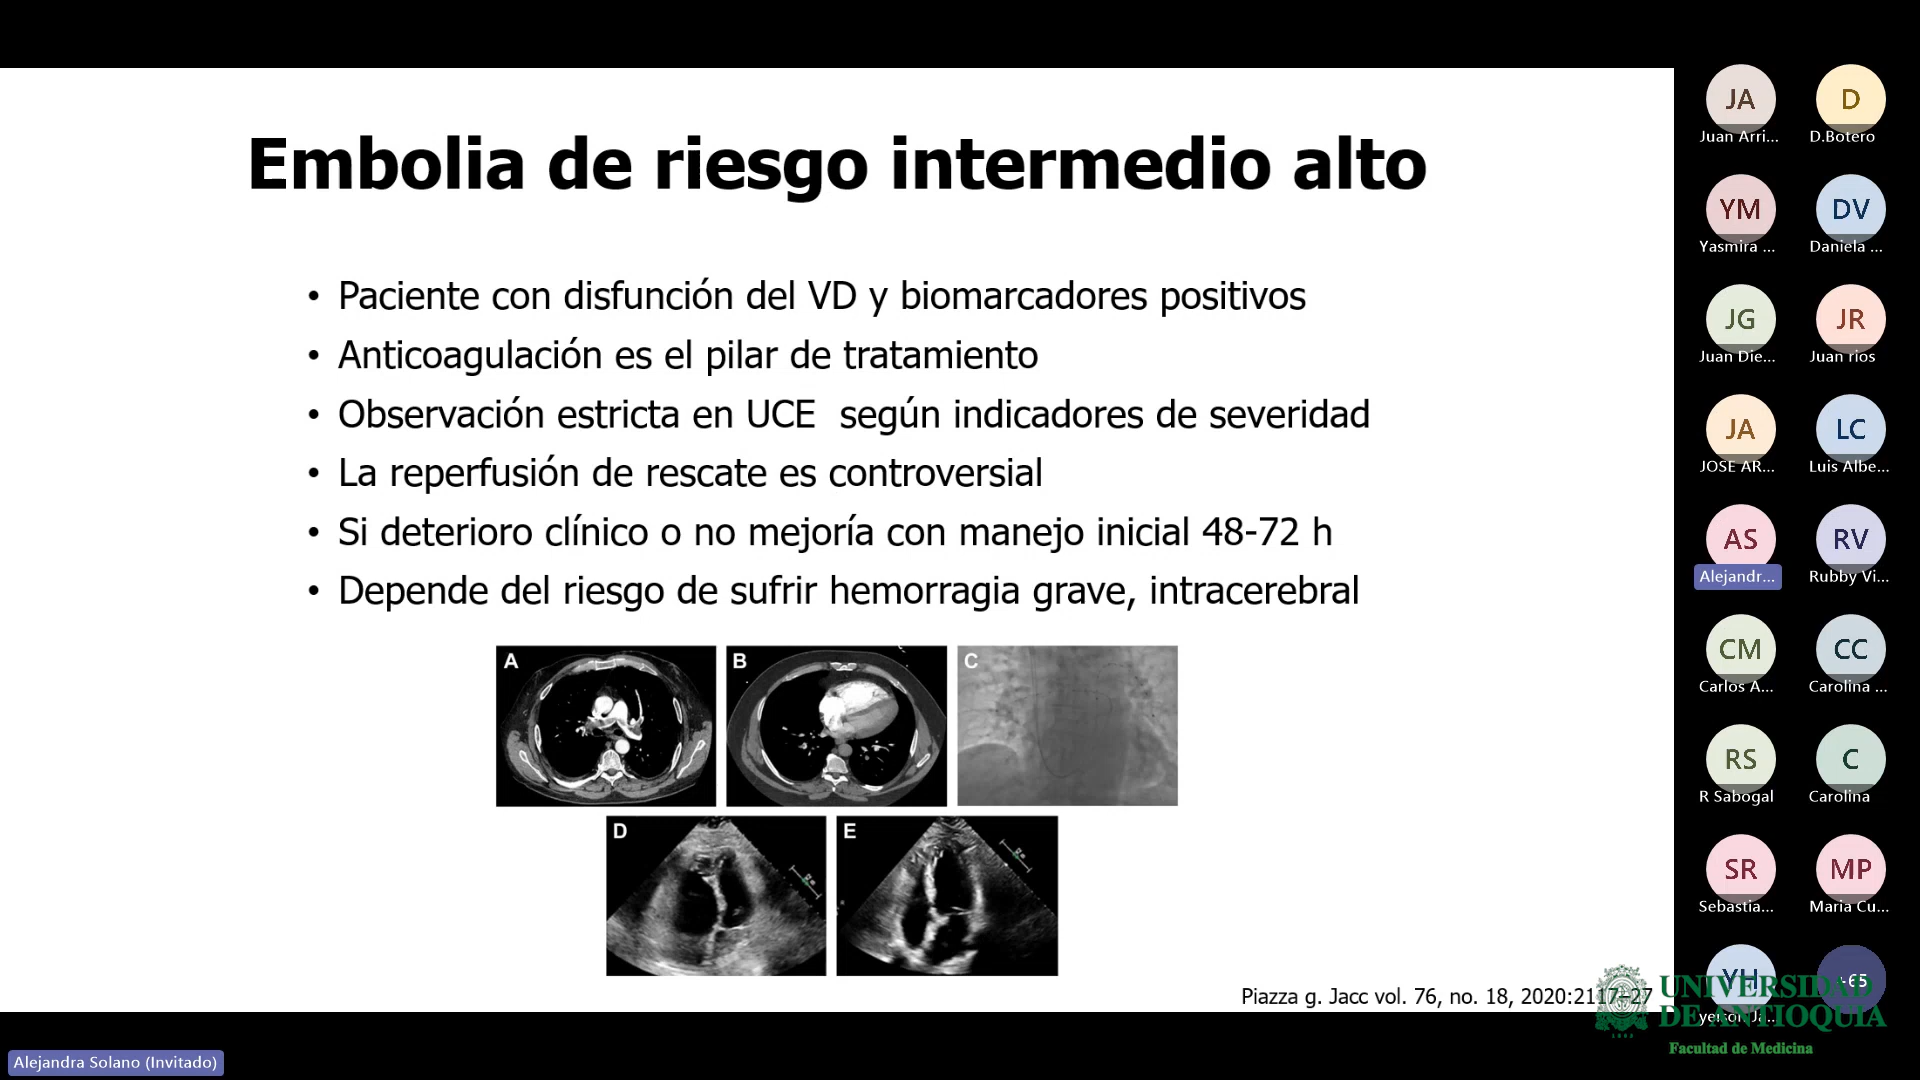 Embolia de riesgo intermedio alto
• Paciente con disfunción del VD y biomarcadores positivos
• Anticoagulación es el pilar de tratamiento
• Observación estricta en UCE  según indicadores de severidad
• La reperfusión de rescate es controversial
• Si deterioro clínico o no mejoría con manejo inicial 48-72 h
• Depende del riesgo de sufrir hemorragia grave, intracerebral
A
B
C
D
E
Piazza g. Jacc vol. 76, no. 18, 2020:2117-27
JA
Juan Arri...
D
D.Botero
YM
Yasmira ...
DV
Daniela ...
JG
Juan Die...
JR
Juan rios
JA
JOSE AR...
LC
Luis Albe...
AS
Alejandr...
RV
Rubby Vi...
CM
Carlos A...
CC
Carolina ...
RS
R Sabogal
C
Carolina
SR
Sebastia...
MP
Maria Cu...
YH
yeison Ja...
+65
UNIVERSIDAD
DE ANTIOQUIA
1803
Facultad de Medicina
Alejandra Solano (Invitado)